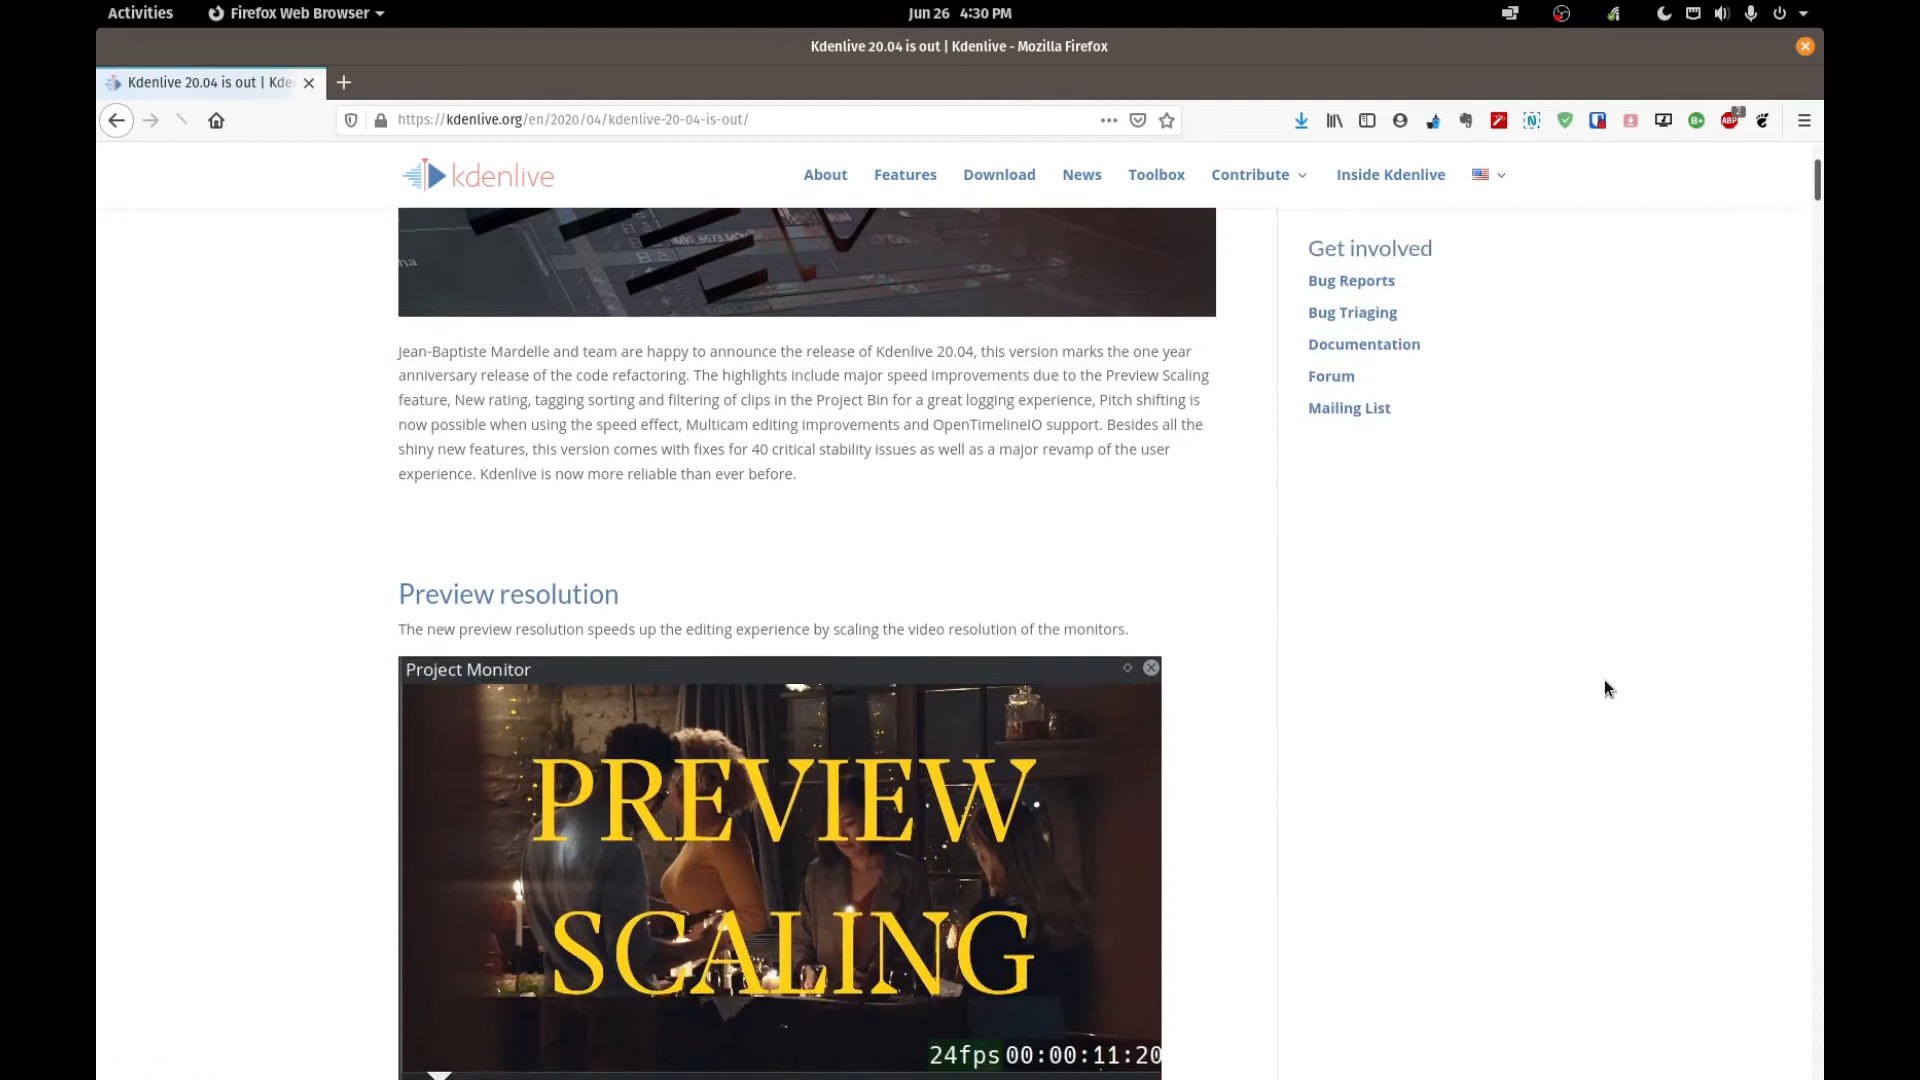 Activities
Firefox Web Browser
Jun 26 4:30 PM
Kdenlive 20.04 is out | Kdenlive - Mozilla Firefox
Kdenlive 20.04 is out | Kde
https://kdenlive.org/en/2020/04/kdenlive-20-04-is-out/
B+
ABP
2
kdenlive
About
Features
Download
News
Toolbox
Contribute
Inside Kdenlive
Jean-Baptiste Mardelle and team are happy to announce the release of Kdenlive 20.04, this version marks the one year
anniversary release of the code refactoring. The highlights include major speed improvements due to the Preview Scaling
feature, New rating, tagging sorting and filtering of clips in the Project Bin for a great logging experience, Pitch shifting is
now possible when using the speed effect, Multicam editing improvements and OpenTimelineIO support. Besides all the
shiny new features, this version comes with fixes for 40 critical stability issues as well as a major revamp of the user
experience. Kdenlive is now more reliable than ever before.
Preview resolution
The new preview resolution speeds up the editing experience by scaling the video resolution of the monitors.
Project Monitor
PREVIEW
SCALING
24fps 00:00:11:20
Get involved
Bug Reports
Bug Triaging
Documentation
Forum
Mailing List